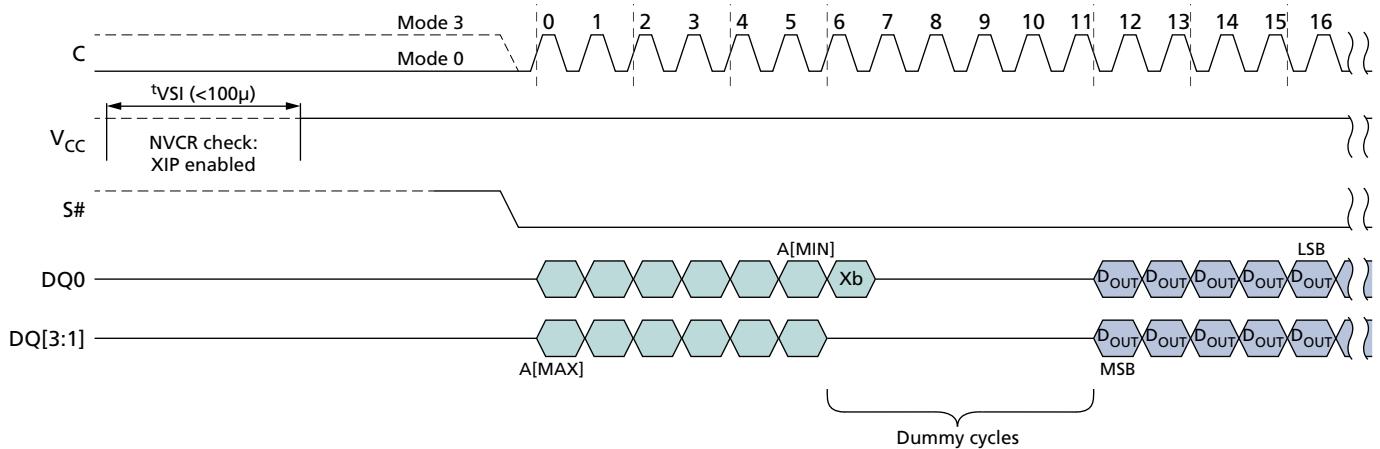 Mode 3
0 1 2 3 4 5 6 7 8 9 10 11 12 13 14 15 16
C
Mode 0
tVSI (<100µ)
VCC
NVCR check:
XIP enabled
S#
A[MIN]
LSB
DQ0
Xb
DOUT DOUT DOUT DOUT DOUT
DQ[3:1]
DOUT DOUT DOUT DOUT DOUT
A[MAX]
MSB
Dummy cycles